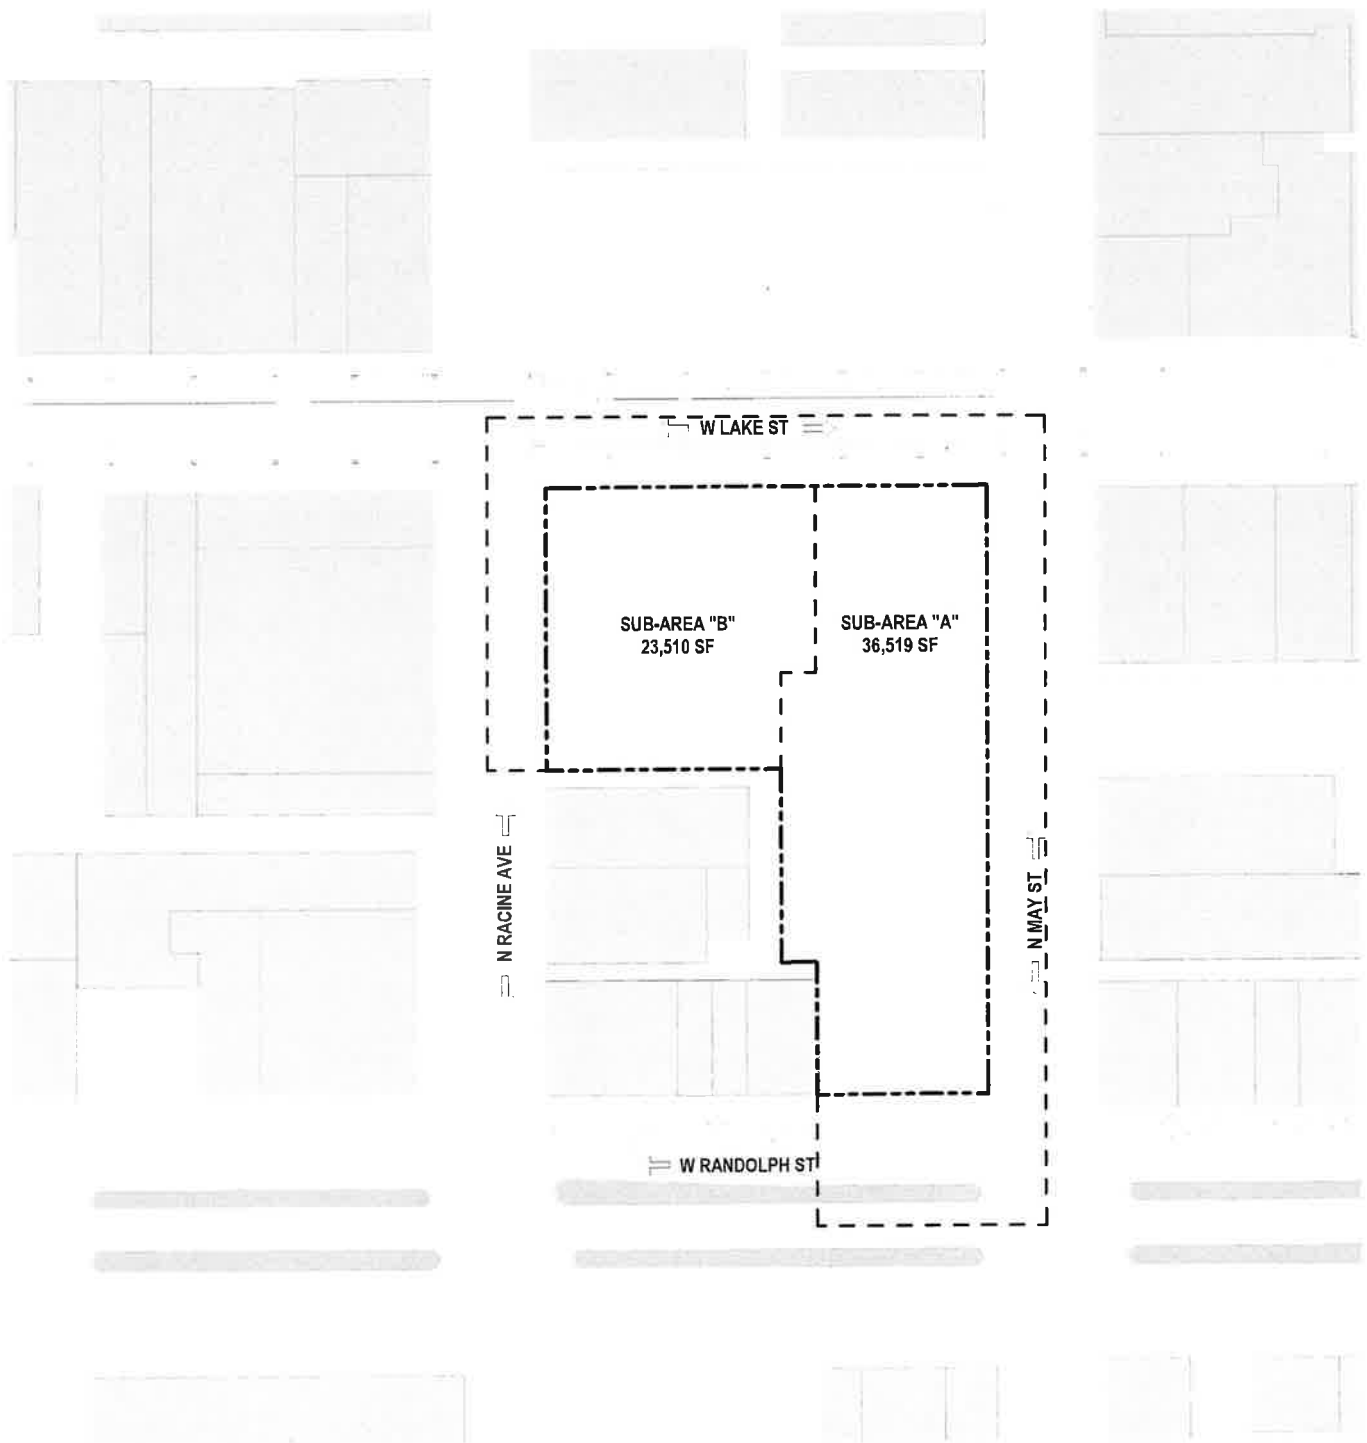 W LAKE ST
SUB-AREA "B"
23,510 SF
SUB-AREA "A"
36,519 SF
N RACINE AVE
N MAY ST
W RANDOLPH ST